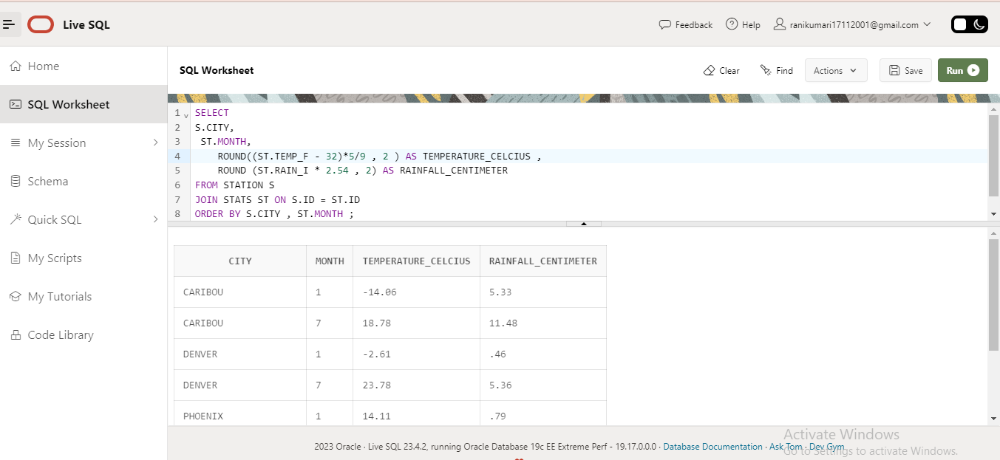 Live SQL
Feedback
Help
ranikumari17112001@gmail.com
Home
SQL Worksheet
My Session
Schema
Quick SQL
My Scripts
My Tutorials
Code Library
SQL Worksheet
Clear
Find
Actions
Save
Run
1 SELECT
2 S.CITY,
3 ST.MONTH,
4 ROUND((ST.TEMP_F - 32)*5/9 , 2 ) AS TEMPERATURE_CELCIUS ,
5 ROUND (ST.RAIN_I * 2.54 , 2) AS RAINFALL_CENTIMETER
6 FROM STATION S
7 JOIN STATS ST ON S.ID = ST.ID
8 ORDER BY S.CITY , ST.MONTH ;
CITY MONTH TEMPERATURE_CELCIUS RAINFALL_CENTIMETER
CARIBOU 1 -14.06 5.33
CARIBOU 7 18.78 11.48
DENVER 1 -2.61 .46
DENVER 7 23.78 5.36
PHOENIX 1 14.11 .79
2023 Oracle · Live SQL 23.4.2, running Oracle Database 19c EE Extreme Perf - 19.17.0.0.0 · Database Documentation · Ask Tom · Dev Gym
Activate Windows
Go to Settings to activate Windows.